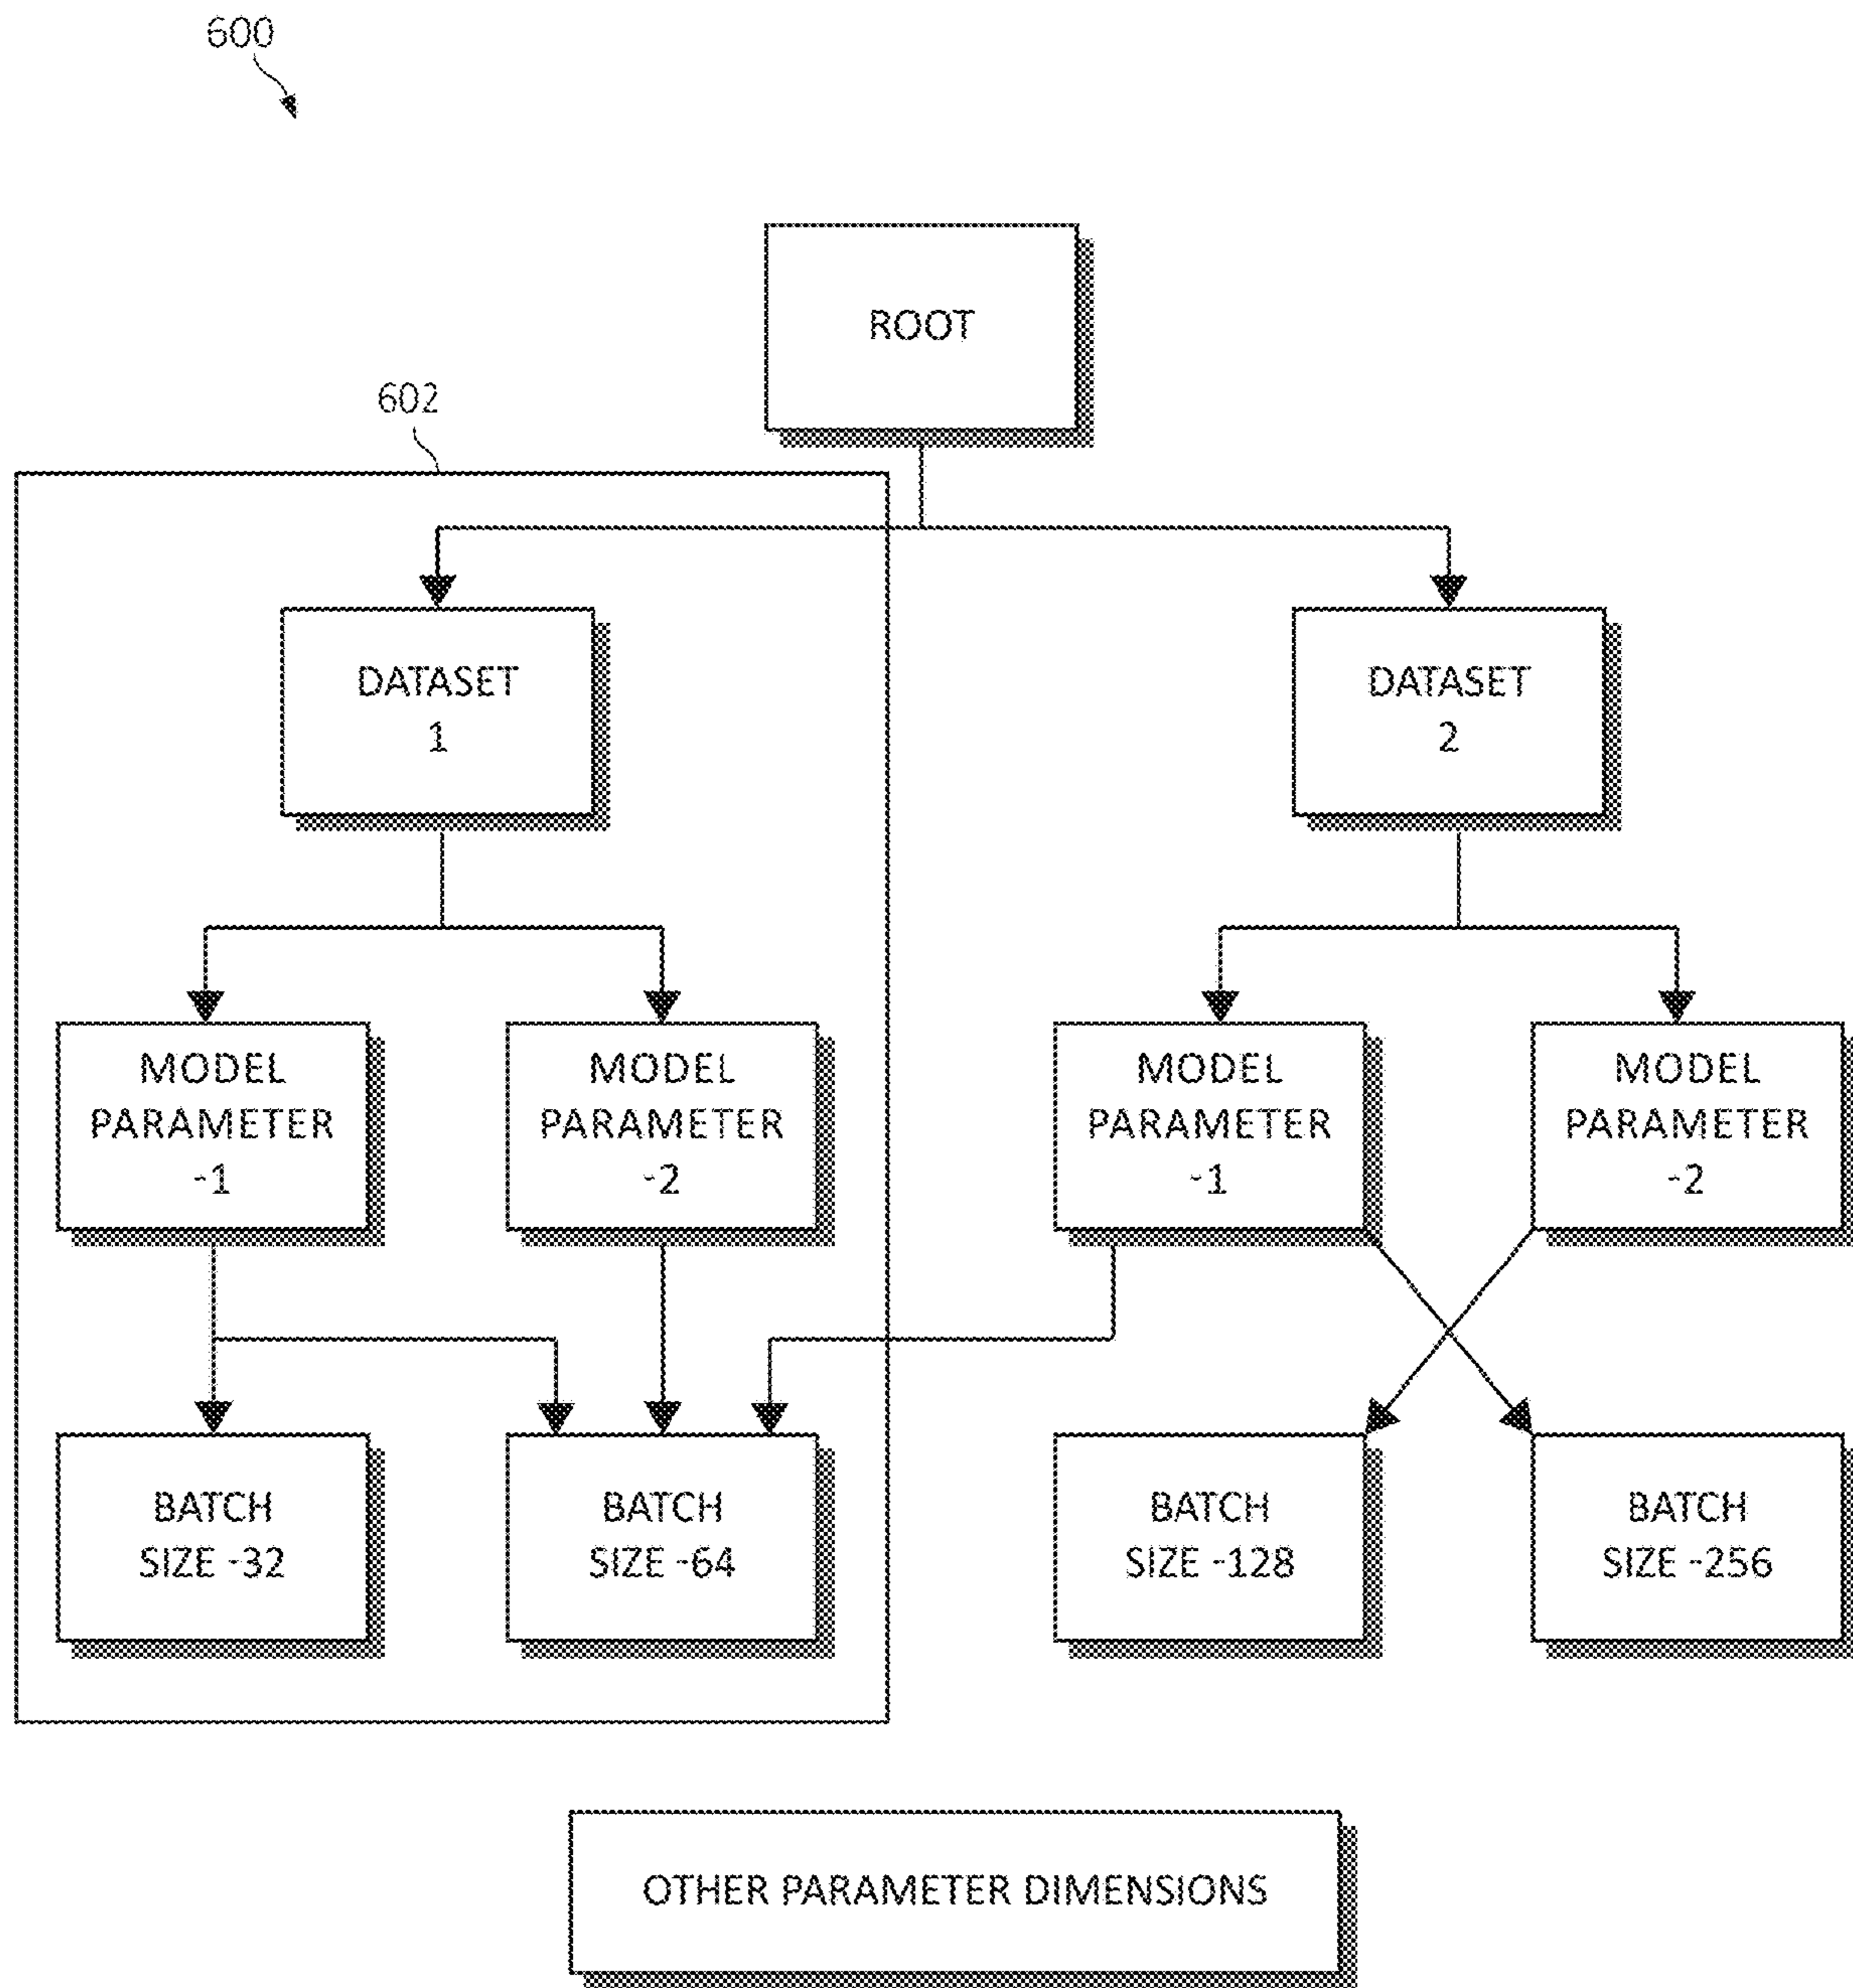 600
ROOT
602
DATASET
1
DATASET
2
MODEL
PARAMETER
-1
MODEL
PARAMETER
-2
MODEL
PARAMETER
-1
MODEL
PARAMETER
-2
BATCH
SIZE -32
BATCH
SIZE -64
BATCH
SIZE -128
BATCH
SIZE -256
OTHER PARAMETER DIMENSIONS